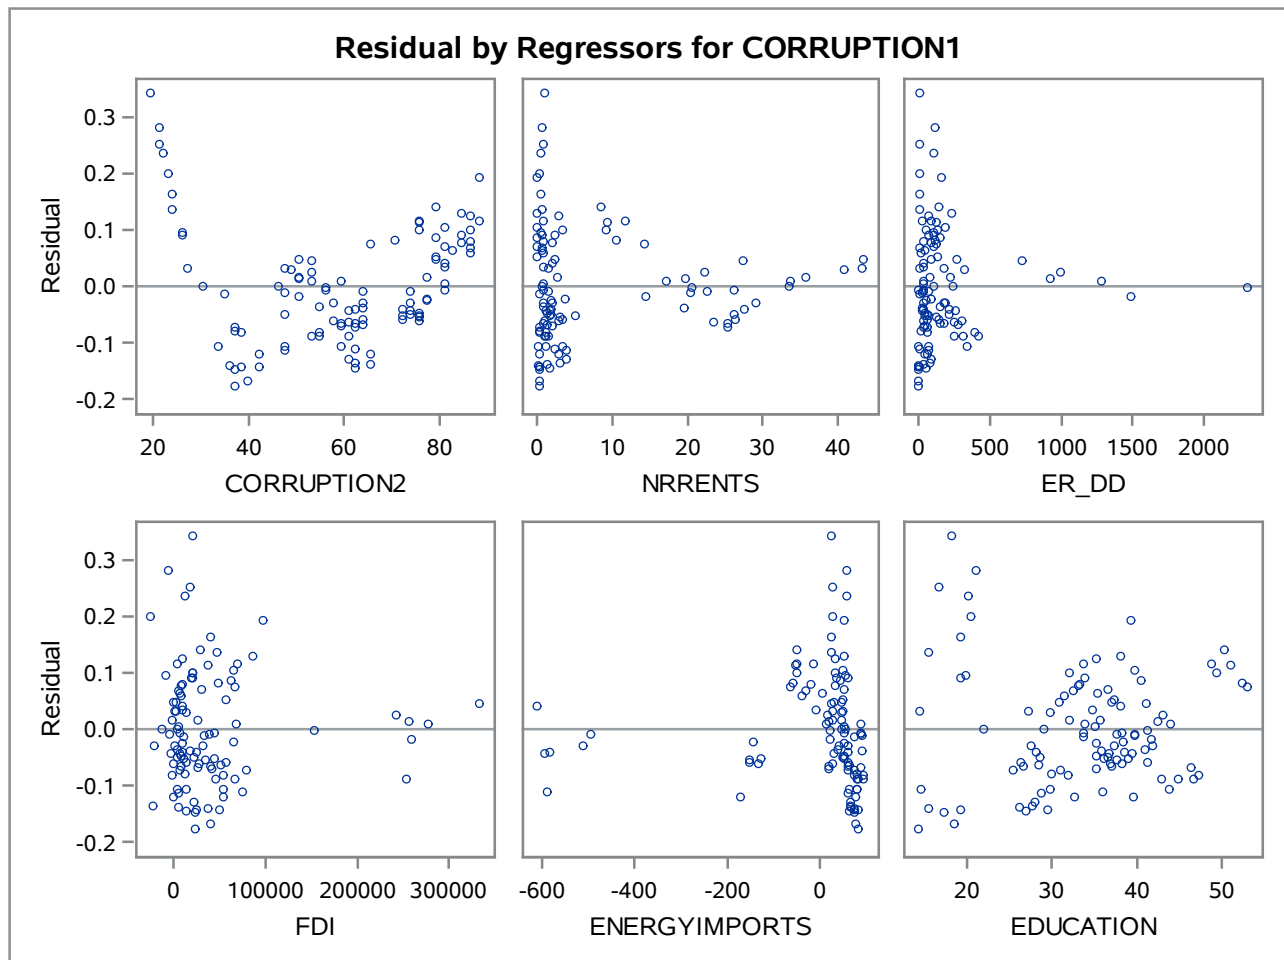 Residual by Regressors for CORRUPTION1
Residual
0.3
0.2
0.1
0.0
-0.1
-0.2
20 40 60 80
CORRUPTION2
0 10 20 30 40
NRRENTS
0 500 1000 1500 2000
ER_DD
Residual
0.3
0.2
0.1
0.0
-0.1
-0.2
0 100000 200000 300000
FDI
-600 -400 -200 0
ENERGYIMPORTS
20 30 40 50
EDUCATION